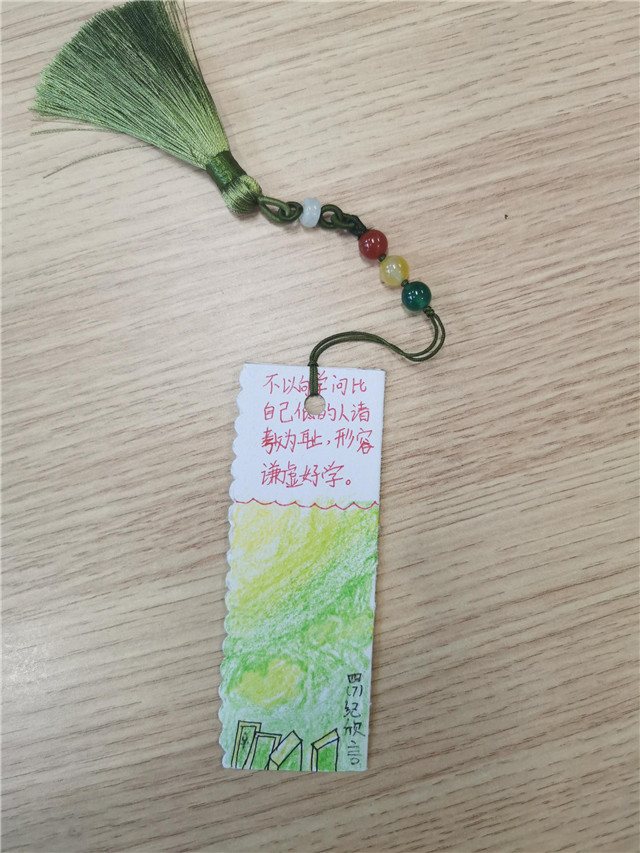 不以向学问比
自己低的人请
教为耻，形容
谦虚好学。
四(7)纪欣言